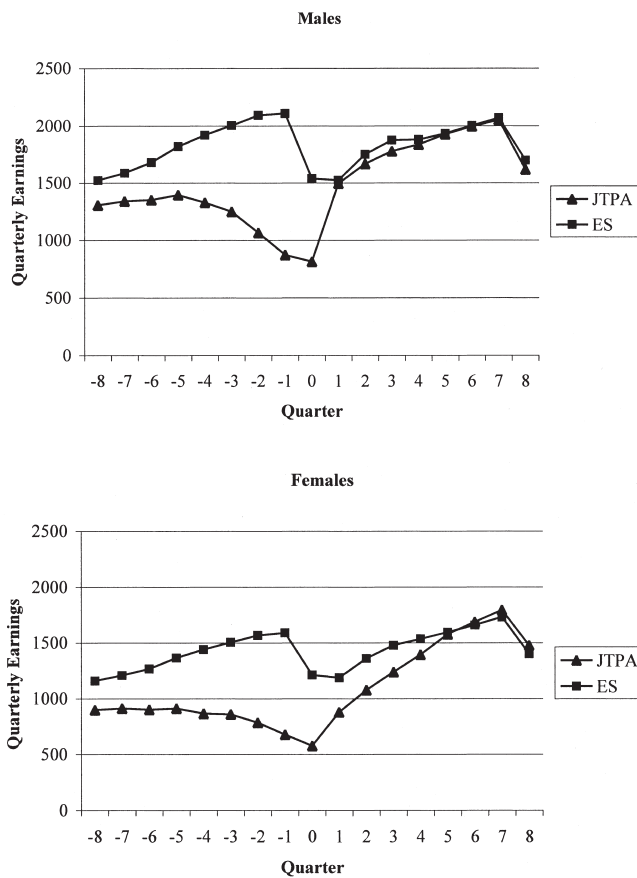 Males
2500
2000
1500
1000
500
0
Quarterly Earnings
-8 -7 -6 -5 -4 -3 -2 -1 0 1 2 3 4 5 6 7 8
Quarter
JTPA
ES
Females
2500
2000
1500
1000
500
0
Quarterly Earnings
-8 -7 -6 -5 -4 -3 -2 -1 0 1 2 3 4 5 6 7 8
Quarter
JTPA
ES